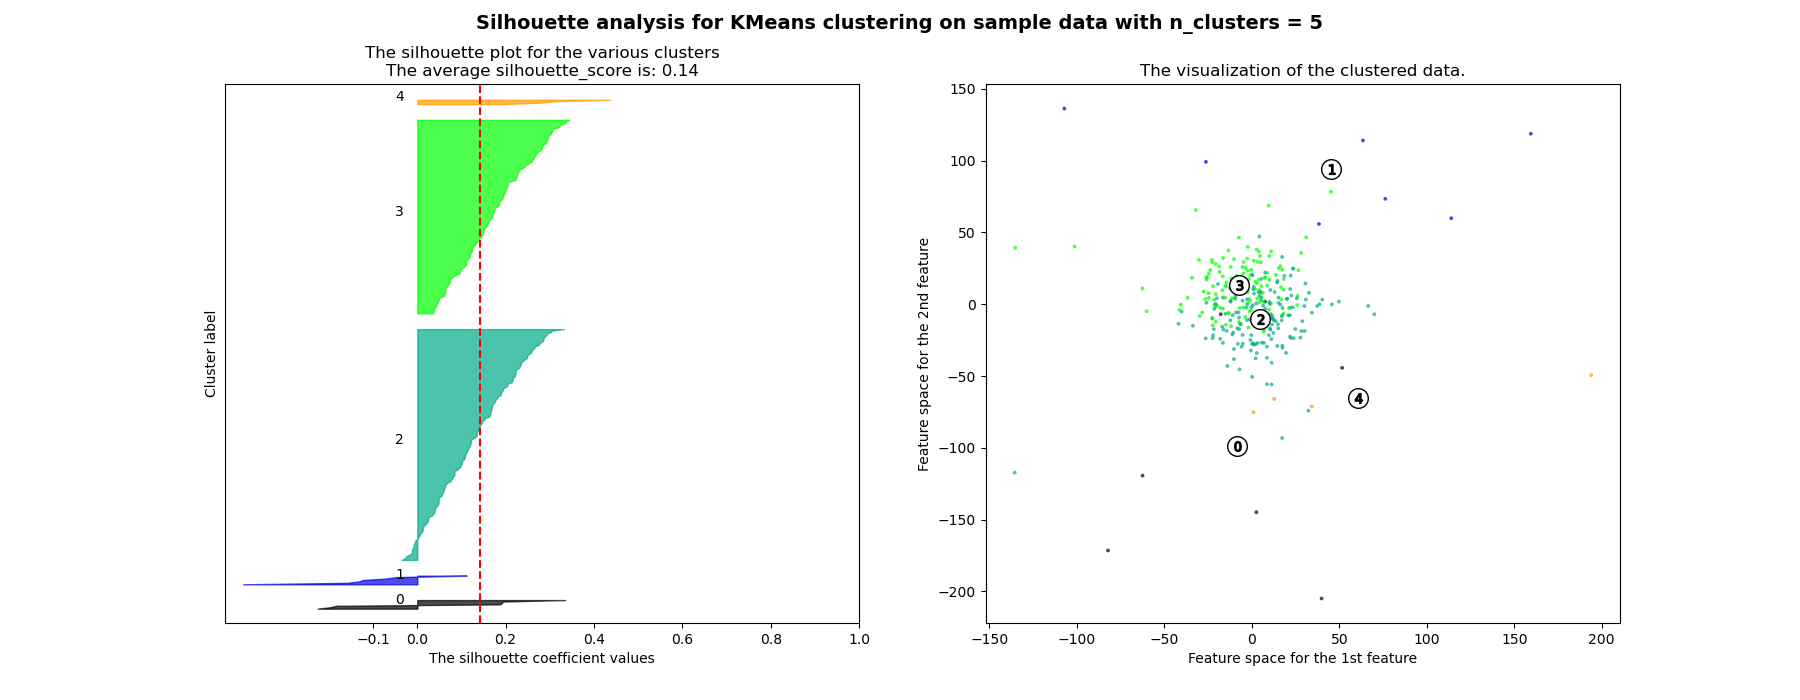 Silhouette analysis for KMeans clustering on sample data with n_clusters = 5
The silhouette plot for the various clusters
The average silhouette_score is: 0.14
4
3
2
1
0
Cluster label
−0.1 0.0 0.2 0.4 0.6 0.8 1.0
The silhouette coefficient values
The visualization of the clustered data.
150
100
50
0
−50
−100
−150
−200
Feature space for the 2nd feature
1
3
2
4
0
−150 −100 −50 0 50 100 150 200
Feature space for the 1st feature